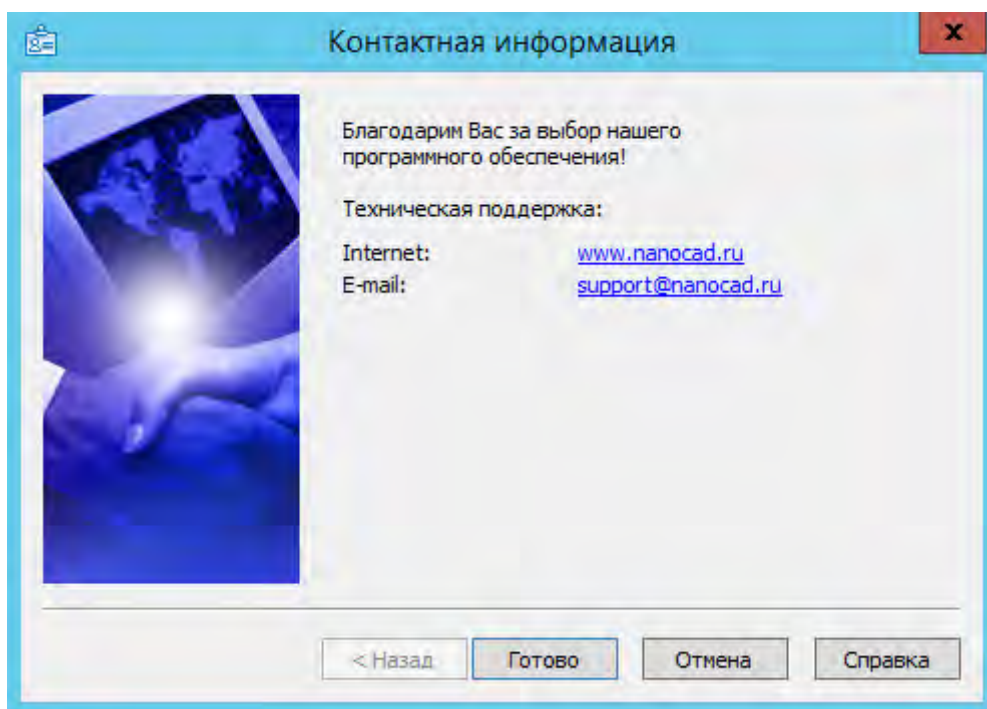 Контактная информация
Благодарим Вас за выбор нашего
программного обеспечения!
Техническая поддержка:
Internet: www.nanocad.ru
E-mail: support@nanocad.ru
< Назад Готово Отмена Справка